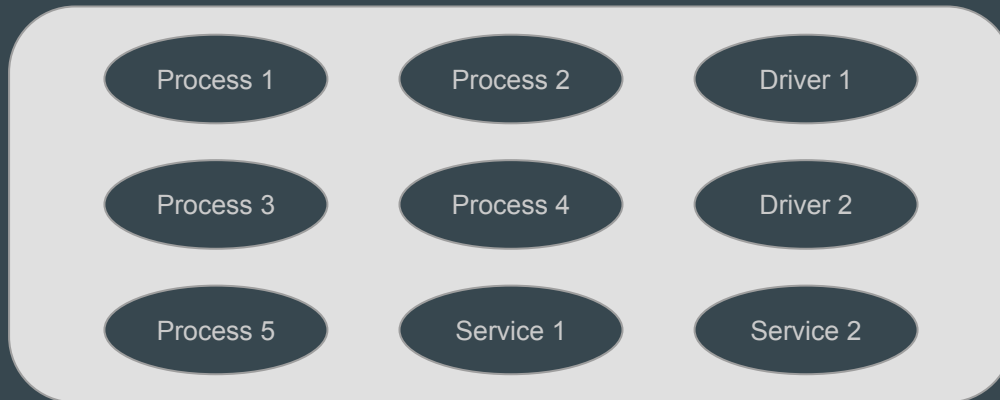 Process 1
Process 2
Driver 1
Process 3
Process 4
Driver 2
Process 5
Service 1
Service 2